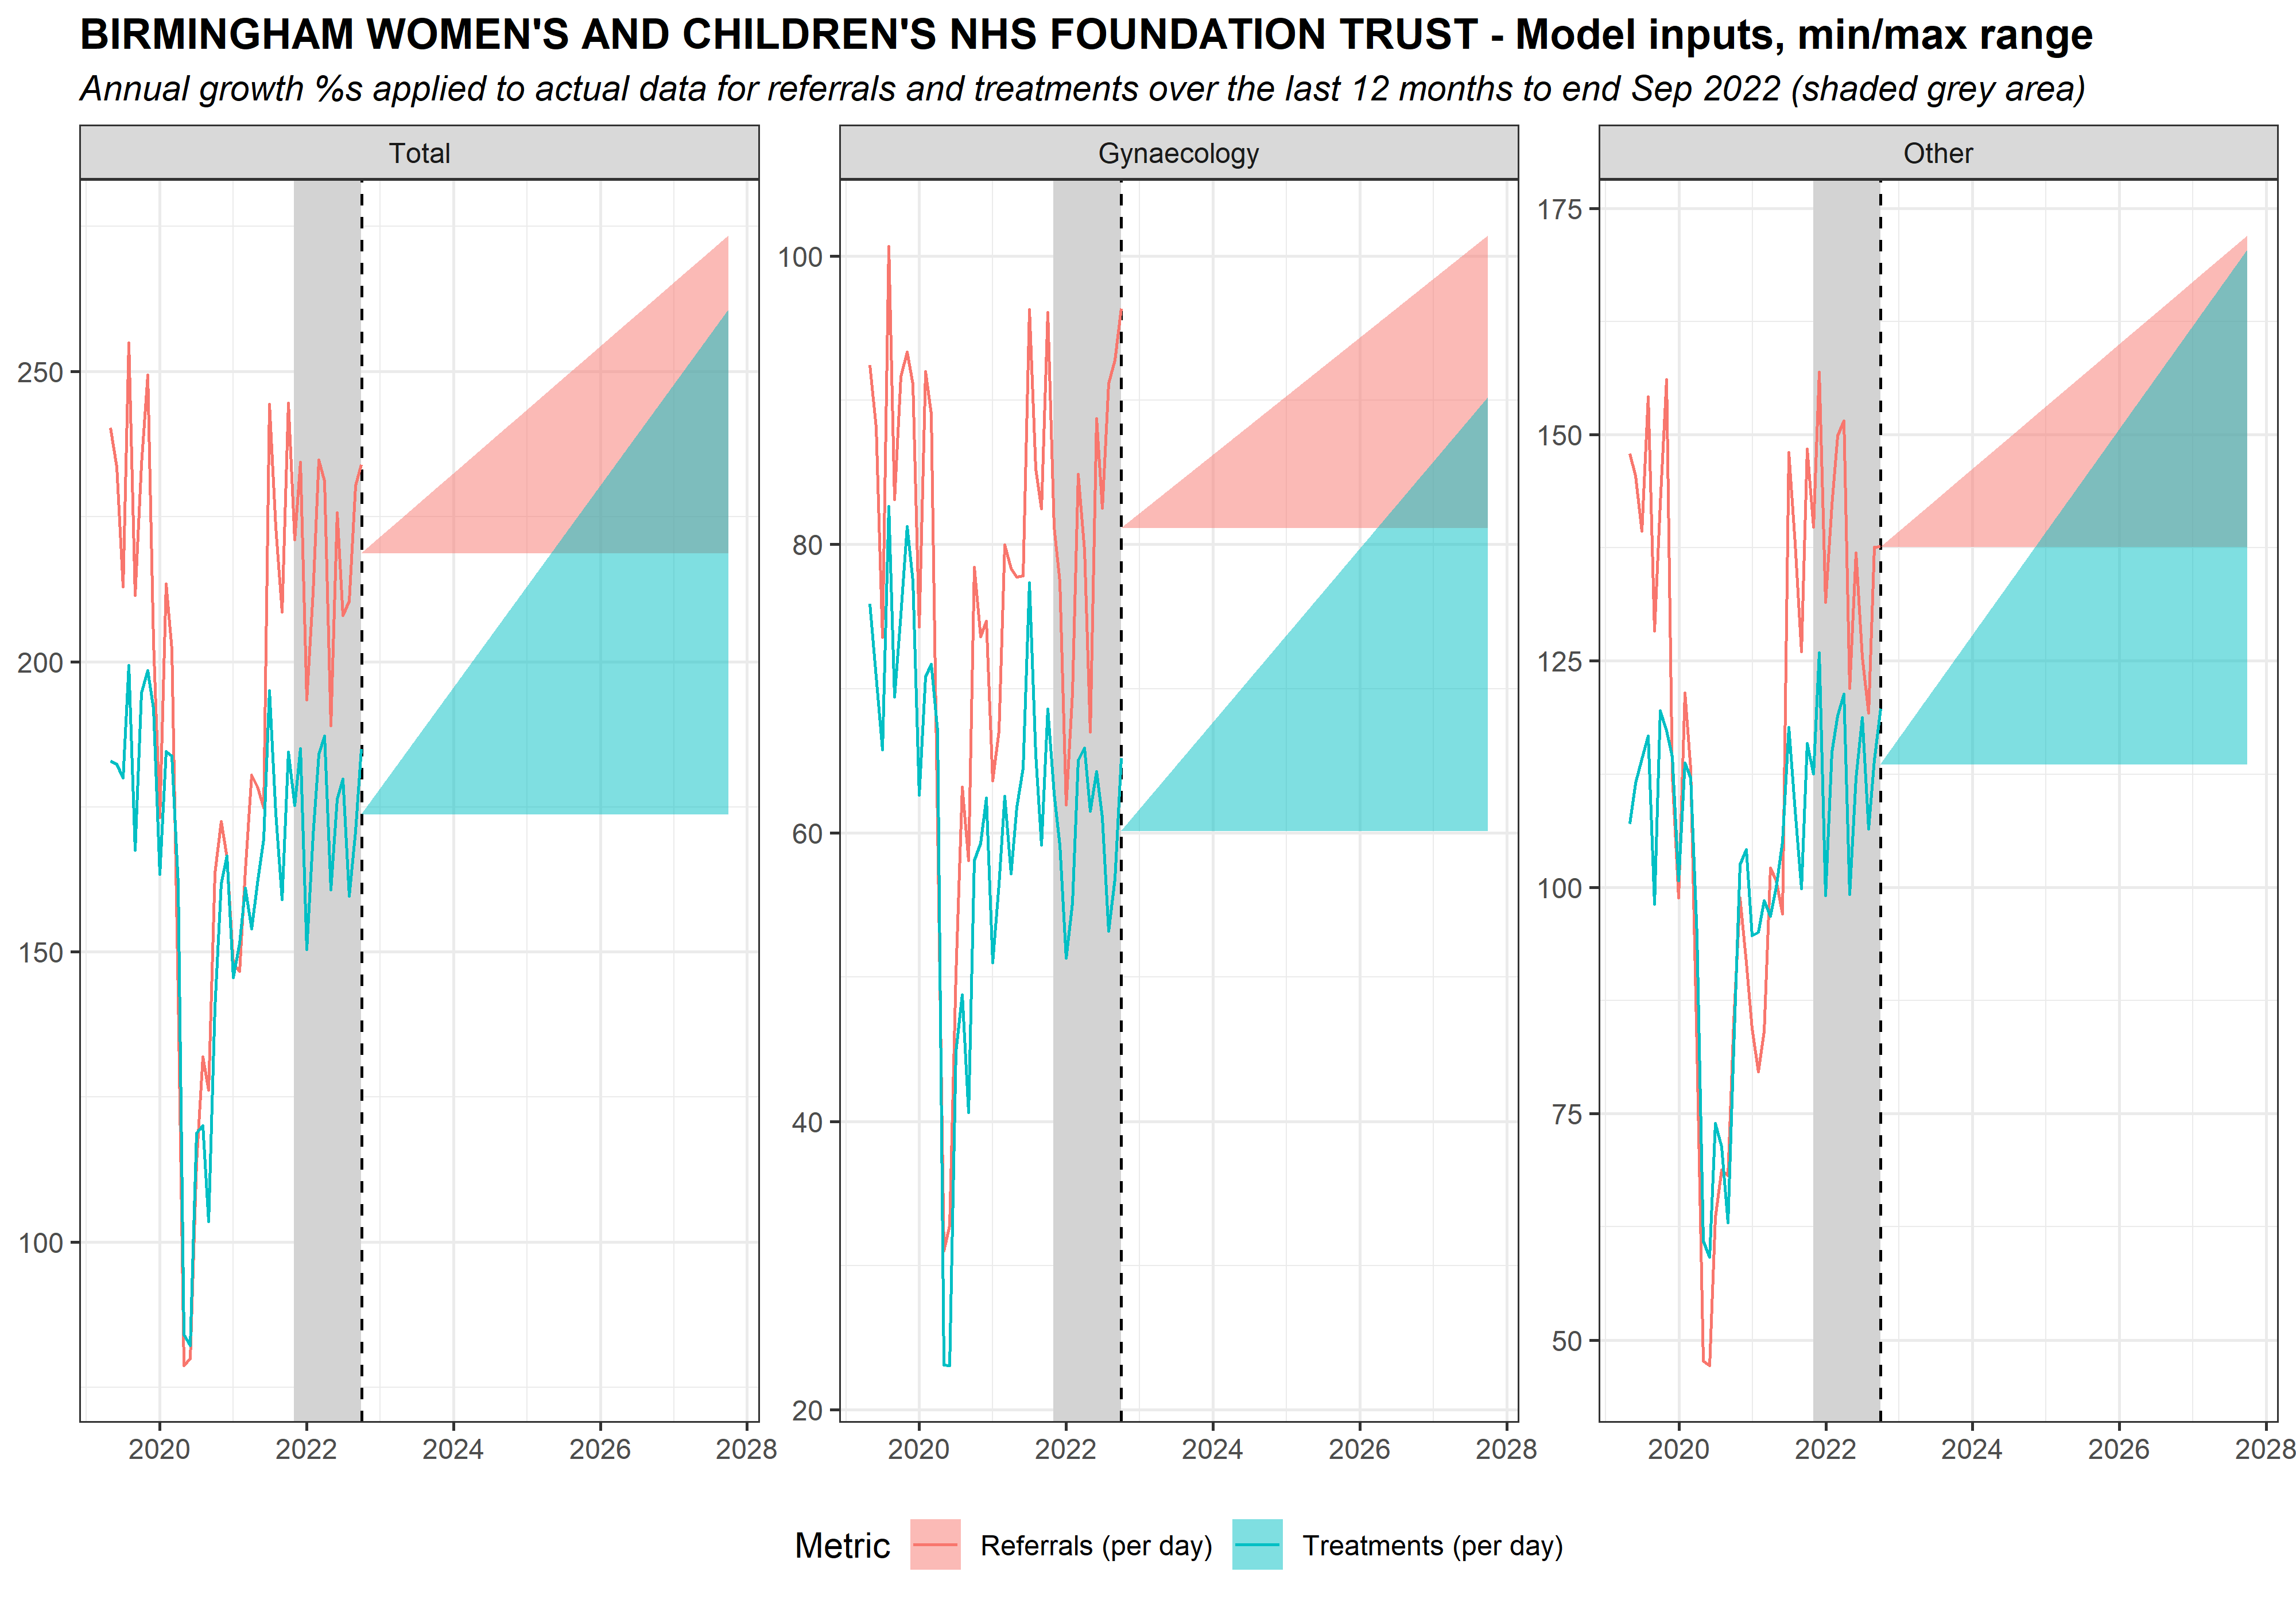 BIRMINGHAM WOMEN'S AND CHILDREN'S NHS FOUNDATION TRUST - Model inputs, min/max range
Annual growth %s applied to actual data for referrals and treatments over the last 12 months to end Sep 2022 (shaded grey area)
Total
250
200
150
100
2020 2022 2024 2026 2028
Gynaecology
100
80
60
40
20
2020 2022 2024 2026 2028
Other
175
150
125
100
75
50
2020 2022 2024 2026 2028
Metric Referrals (per day) Treatments (per day)